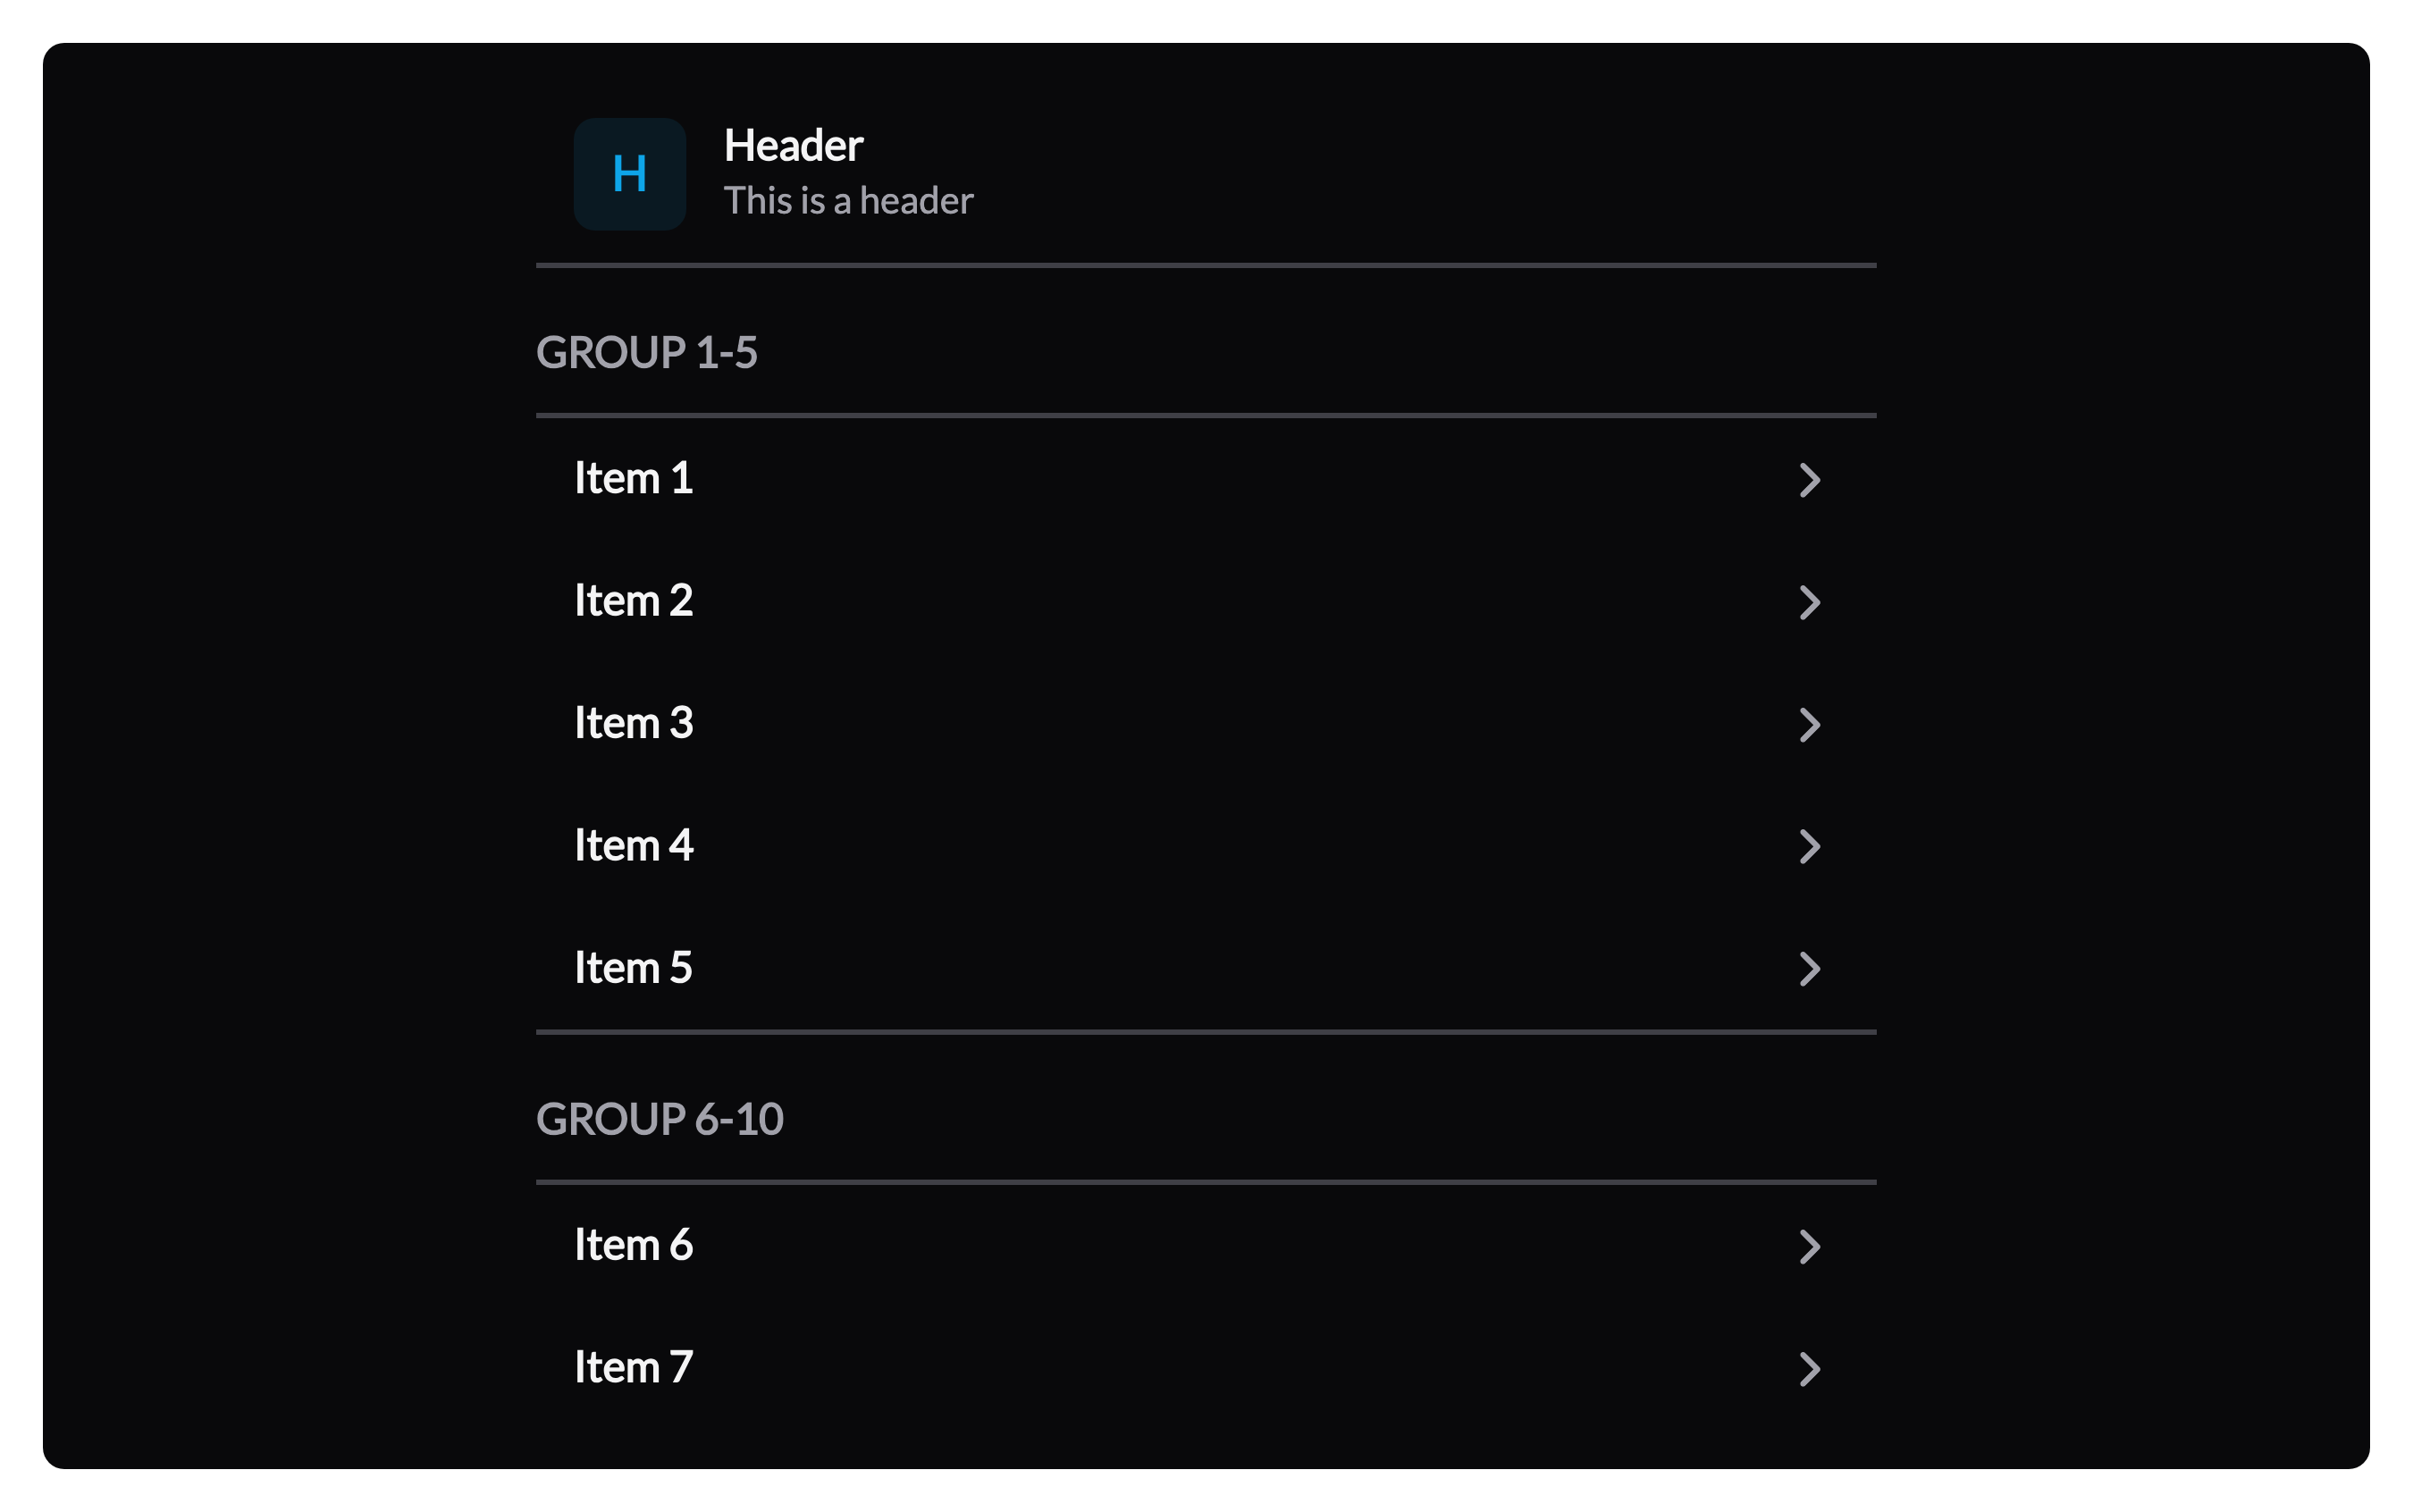 H
Header
This is a header
GROUP 1-5
Item 1
Item 2
Item 3
Item 4
Item 5
GROUP 6-10
Item 6
Item 7